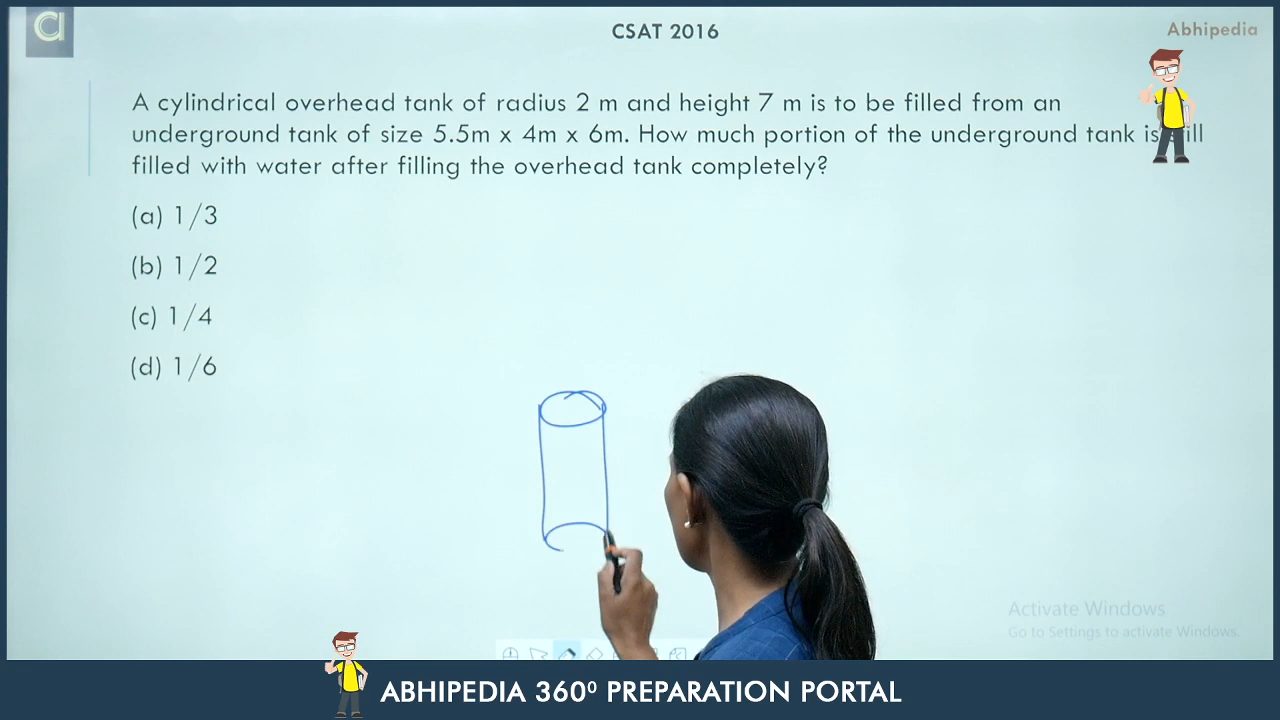 a
CSAT 2016
Abhipedia
A cylindrical overhead tank of radius 2 m and height 7 m is to be filled from an
underground tank of size 5.5m x 4m x 6m. How much portion of the underground tank is
filled with water after filling the overhead tank completely?
(a) 1/3
(b) 1/2
(c) 1/4
(d) 1/6
Activate Windows
Go to Settings to activate Windows.
ABHIPEDIA 360⁰ PREPARATION PORTAL